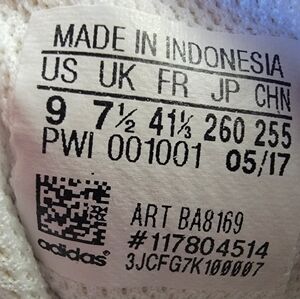 MADE IN INDONESIA
US UK FR JP CHN
9 7½ 41⅓ 260 255
PWI 001001 05/17
ART BA8169
#117804514
adidas 3JCFG7K100007